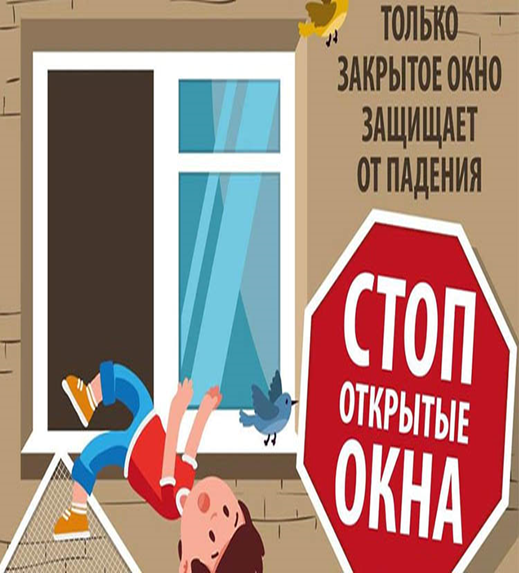 ТОЛЬКО
ЗАКРЫТОЕ ОКНО
ЗАЩИЩАЕТ
ОТ ПАДЕНИЯ
СТОП
ОТКРЫТЫЕ
ОКНА